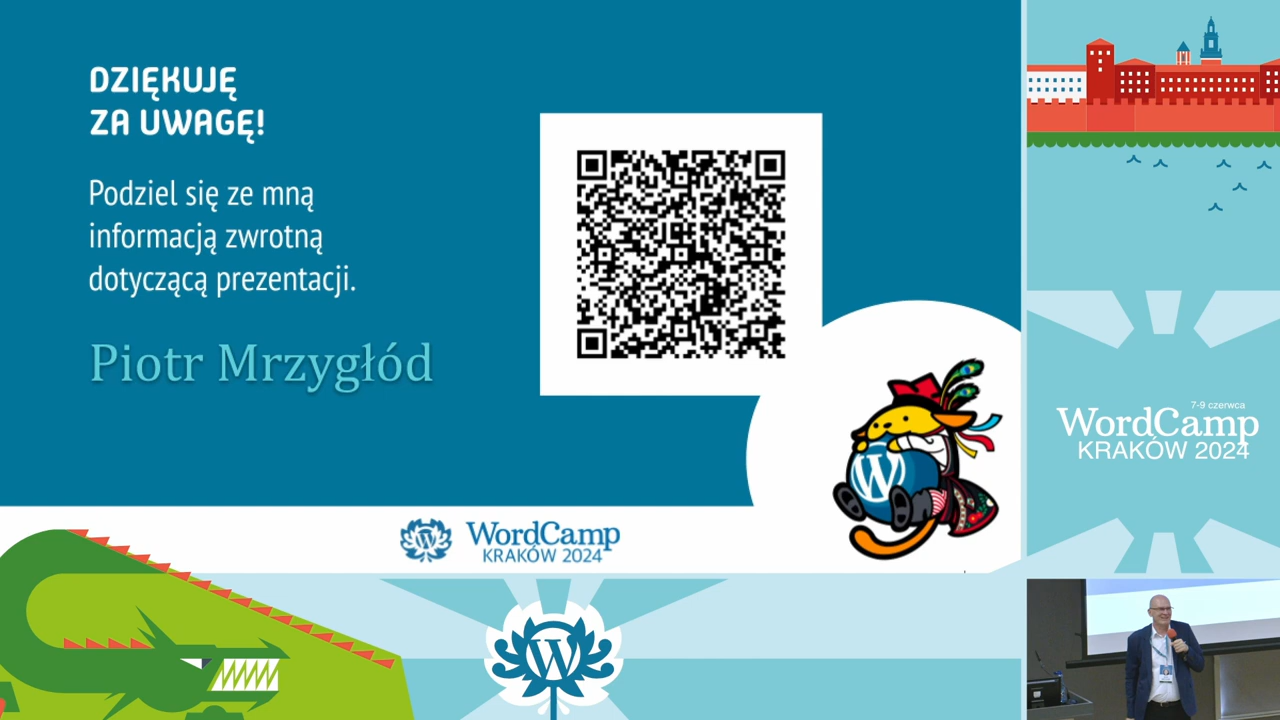 DZIĘKUJĘ
ZA UWAGĘ!
Podziel się ze mną
informacją zwrotną
dotyczącą prezentacji.
Piotr Mrzygłód
W
WordCamp
KRAKÓW 2024
W
W
7-9 czerwca
WordCamp
KRAKÓW 2024